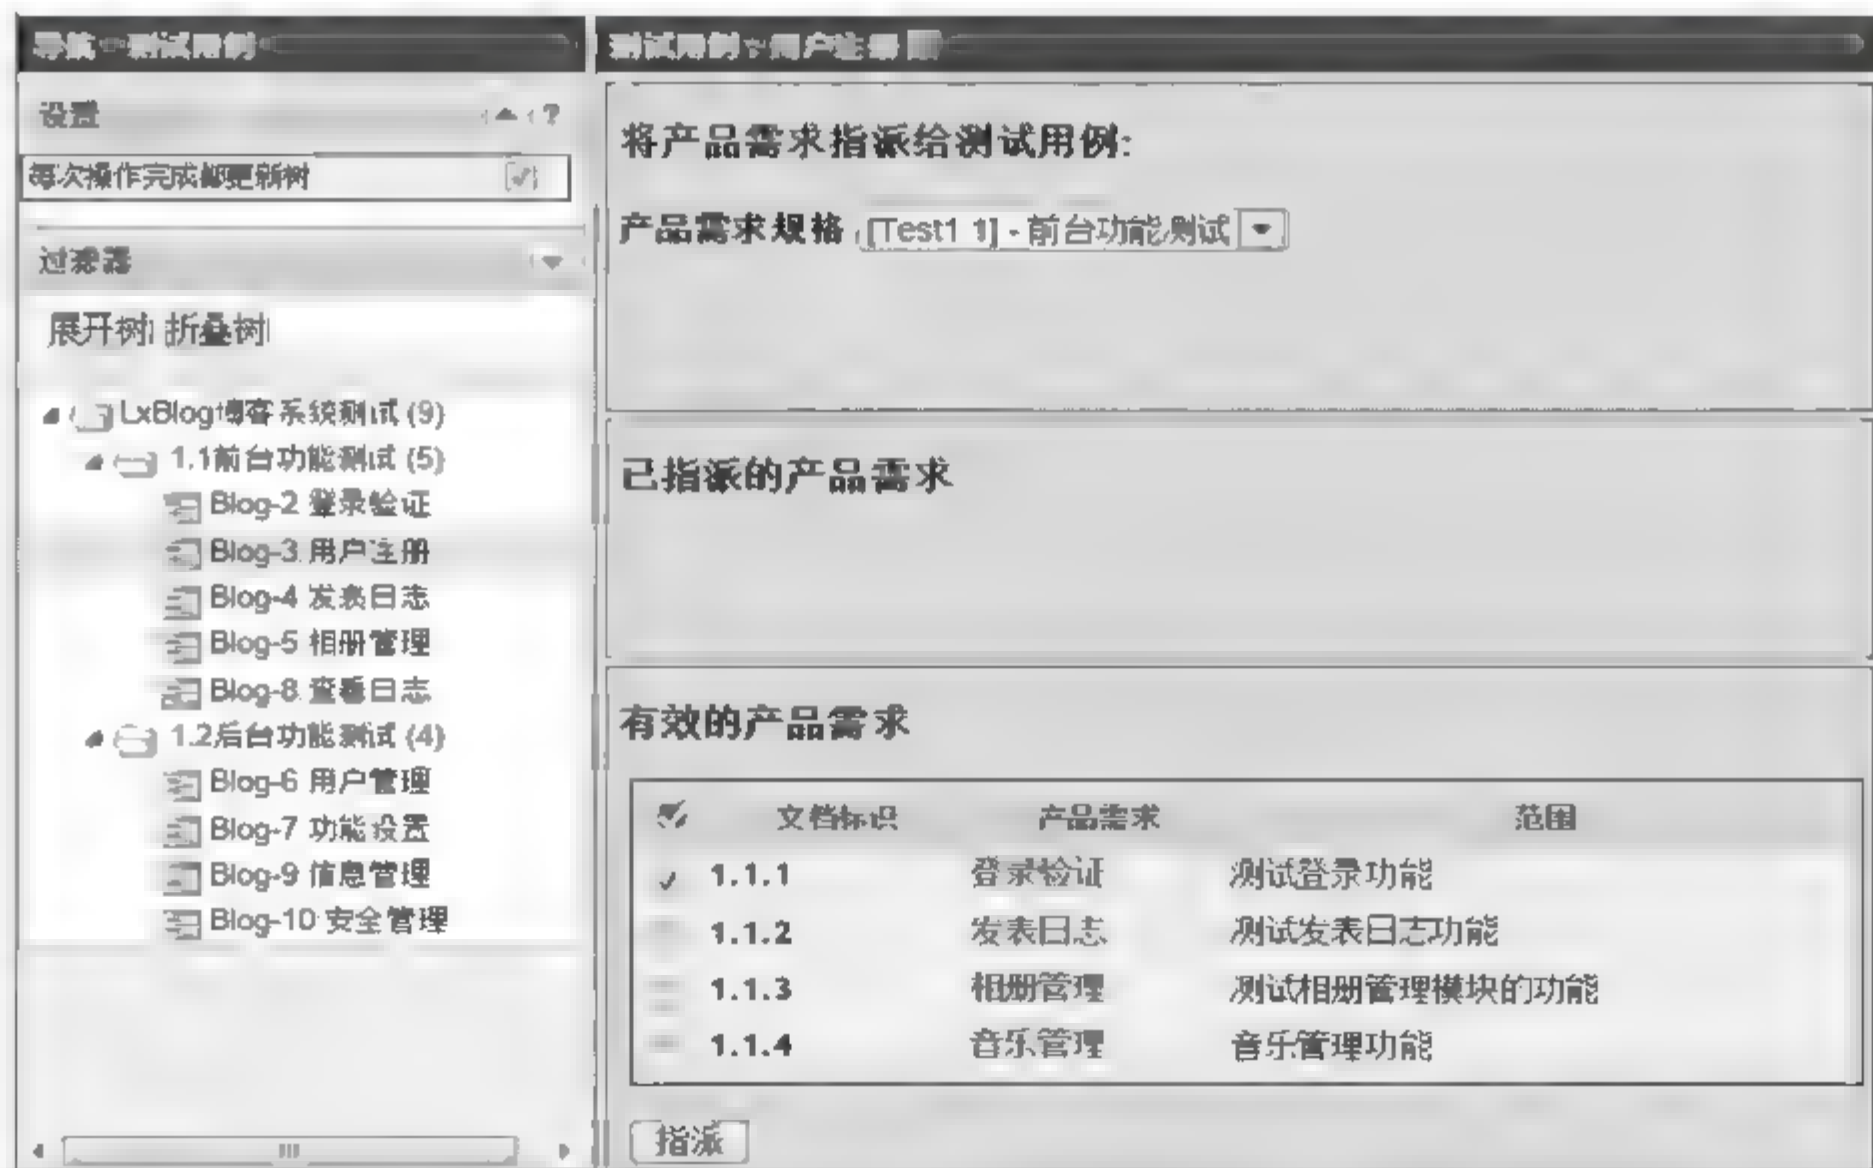 导航 - 测试用例
设置
?
每次操作完成都更新树
过滤器
展开树 折叠树
LxBlog博客系统测试 (9)
1.1前台功能测试 (5)
Blog-2 登录验证
Blog-3 用户注册
Blog-4 发表日志
Blog-5 相册管理
Blog-8 查看日志
1.2后台功能测试 (4)
Blog-6 用户管理
Blog-7 功能设置
Blog-9 信息管理
Blog-10 安全管理
测试用例 : 用户注册
将产品需求指派给测试用例:
产品需求规格 [Test1 1] - 前台功能测试
已指派的产品需求
有效的产品需求
文档标识 产品需求 范围
1.1.1 登录验证 测试登录功能
1.1.2 发表日志 测试发表日志功能
1.1.3 相册管理 测试相册管理模块的功能
1.1.4 音乐管理 音乐管理功能
指派